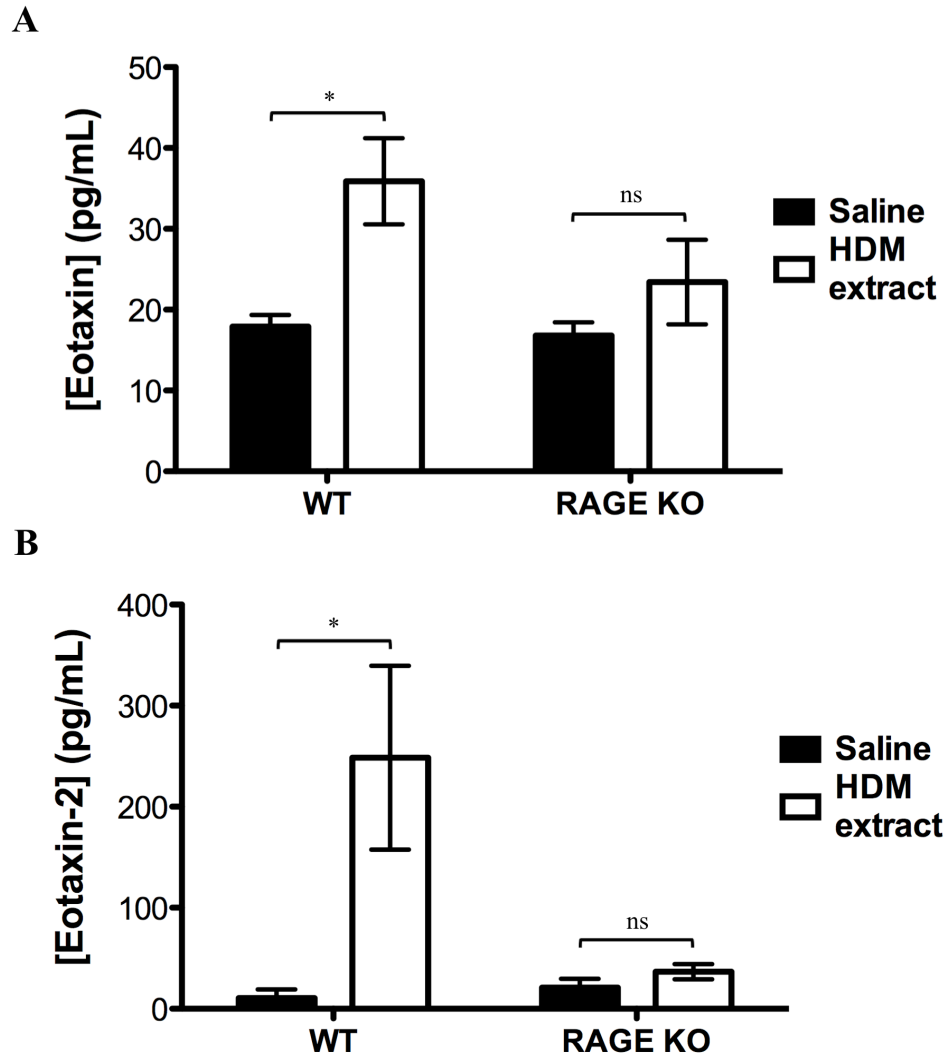 A
[Eotaxin] (pg/mL)
50
40
30
20
10
0
*
ns
WT
RAGE KO
Saline
HDM
extract
B
[Eotaxin-2] (pg/mL)
400
300
200
100
0
*
ns
WT
RAGE KO
Saline
HDM
extract